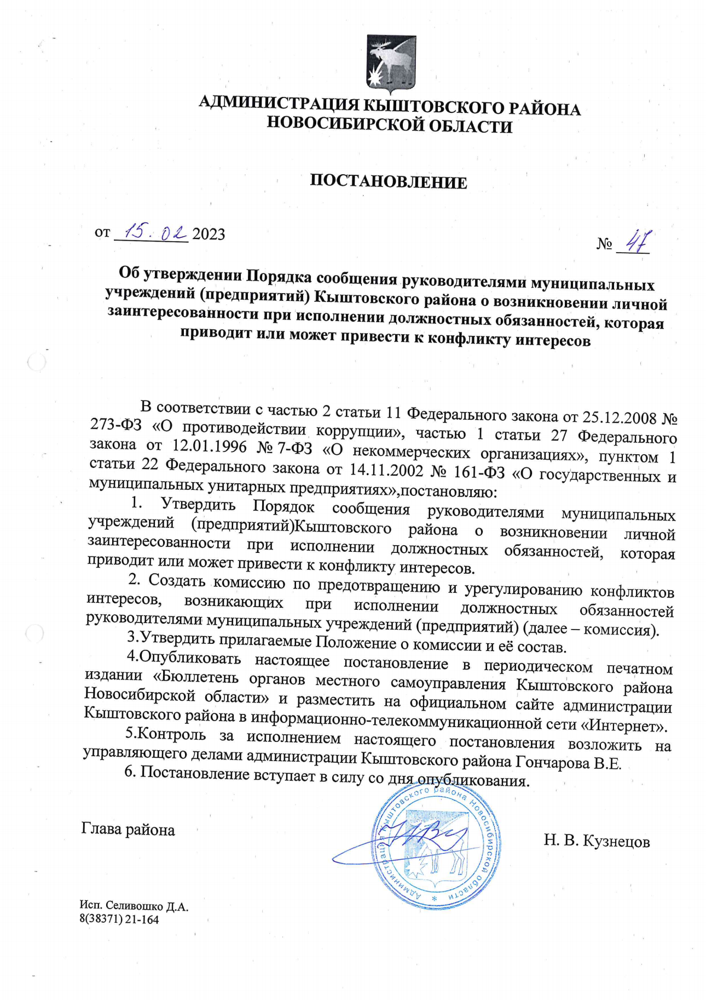 АДМИНИСТРАЦИЯ КЫШТОВСКОГО РАЙОНА
НОВОСИБИРСКОЙ ОБЛАСТИ
ПОСТАНОВЛЕНИЕ
от 15.02 2023
№ 47
Об утверждении Порядка сообщения руководителями муниципальных
учреждений (предприятий) Кыштовского района о возникновении личной
заинтересованности при исполнении должностных обязанностей, которая
приводит или может привести к конфликту интересов
В соответствии с частью 2 статьи 11 Федерального закона от 25.12.2008 №
273-ФЗ «О противодействии коррупции», частью 1 статьи 27 Федерального
закона от 12.01.1996 № 7-ФЗ «О некоммерческих организациях», пунктом 1
статьи 22 Федерального закона от 14.11.2002 № 161-ФЗ «О государственных и
муниципальных унитарных предприятиях»,постановляю:
1. Утвердить Порядок сообщения руководителями муниципальных
учреждений (предприятий)Кыштовского района о возникновении личной
заинтересованности при исполнении должностных обязанностей, которая
приводит или может привести к конфликту интересов.
2. Создать комиссию по предотвращению и урегулированию конфликтов
интересов, возникающих при исполнении должностных обязанностей
руководителями муниципальных учреждений (предприятий) (далее – комиссия).
3.Утвердить прилагаемые Положение о комиссии и её состав.
4.Опубликовать настоящее постановление в периодическом печатном
издании «Бюллетень органов местного самоуправления Кыштовского района
Новосибирской области» и разместить на официальном сайте администрации
Кыштовского района в информационно-телекоммуникационной сети «Интернет».
5.Контроль за исполнением настоящего постановления возложить на
управляющего делами администрации Кыштовского района Гончарова В.Е.
6. Постановление вступает в силу со дня опубликования.
Глава района
Администрация Кыштовского района Новосибирской области *
Н. В. Кузнецов
Исп. Селивошко Д.А.
8(38371) 21-164